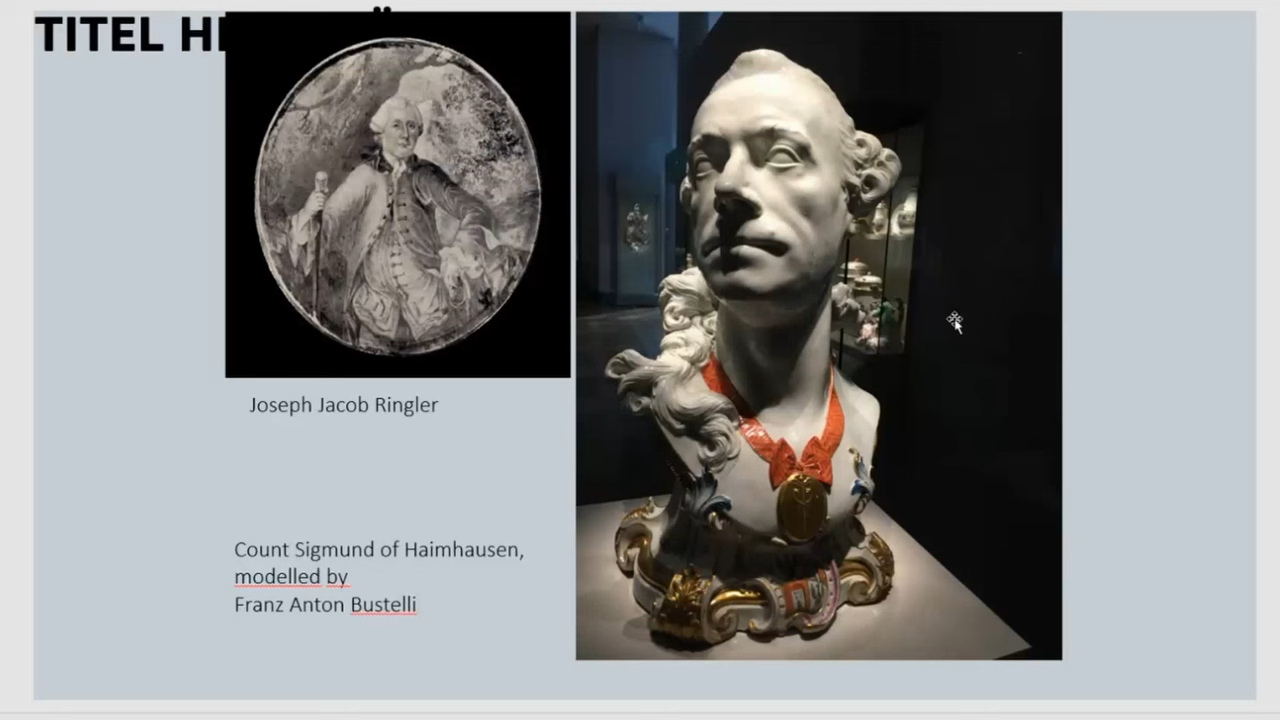 TITEL H
Joseph Jacob Ringler
Count Sigmund of Haimhausen,
modelled by
Franz Anton Bustelli